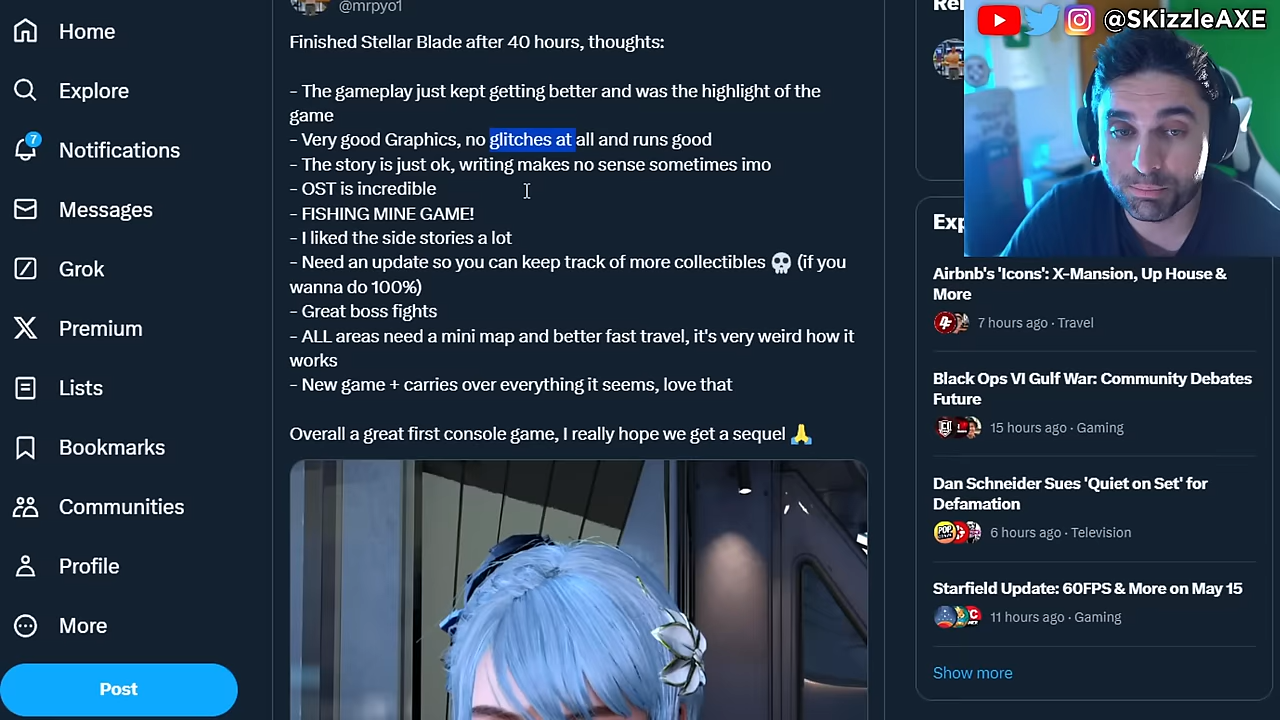 @SKizzleAXE
Home
Explore
7
Notifications
Messages
Grok
Premium
Lists
Bookmarks
Communities
Profile
More
Post
@mrpyo1
Finished Stellar Blade after 40 hours, thoughts:
- The gameplay just kept getting better and was the highlight of the
game
- Very good Graphics, no glitches at all and runs good
- The story is just ok, writing makes no sense sometimes imo
- OST is incredible
- FISHING MINE GAME!
- I liked the side stories a lot
- Need an update so you can keep track of more collectibles 💀 (if you
wanna do 100%)
- Great boss fights
- ALL areas need a mini map and better fast travel, it's very weird how it
works
- New game + carries over everything it seems, love that
Overall a great first console game, I really hope we get a sequel 🙏
Airbnb's 'Icons': X-Mansion, Up House &
More
7 hours ago · Travel
Black Ops VI Gulf War: Community Debates
Future
15 hours ago · Gaming
Dan Schneider Sues 'Quiet on Set' for
Defamation
6 hours ago · Television
Starfield Update: 60FPS & More on May 15
11 hours ago · Gaming
Show more